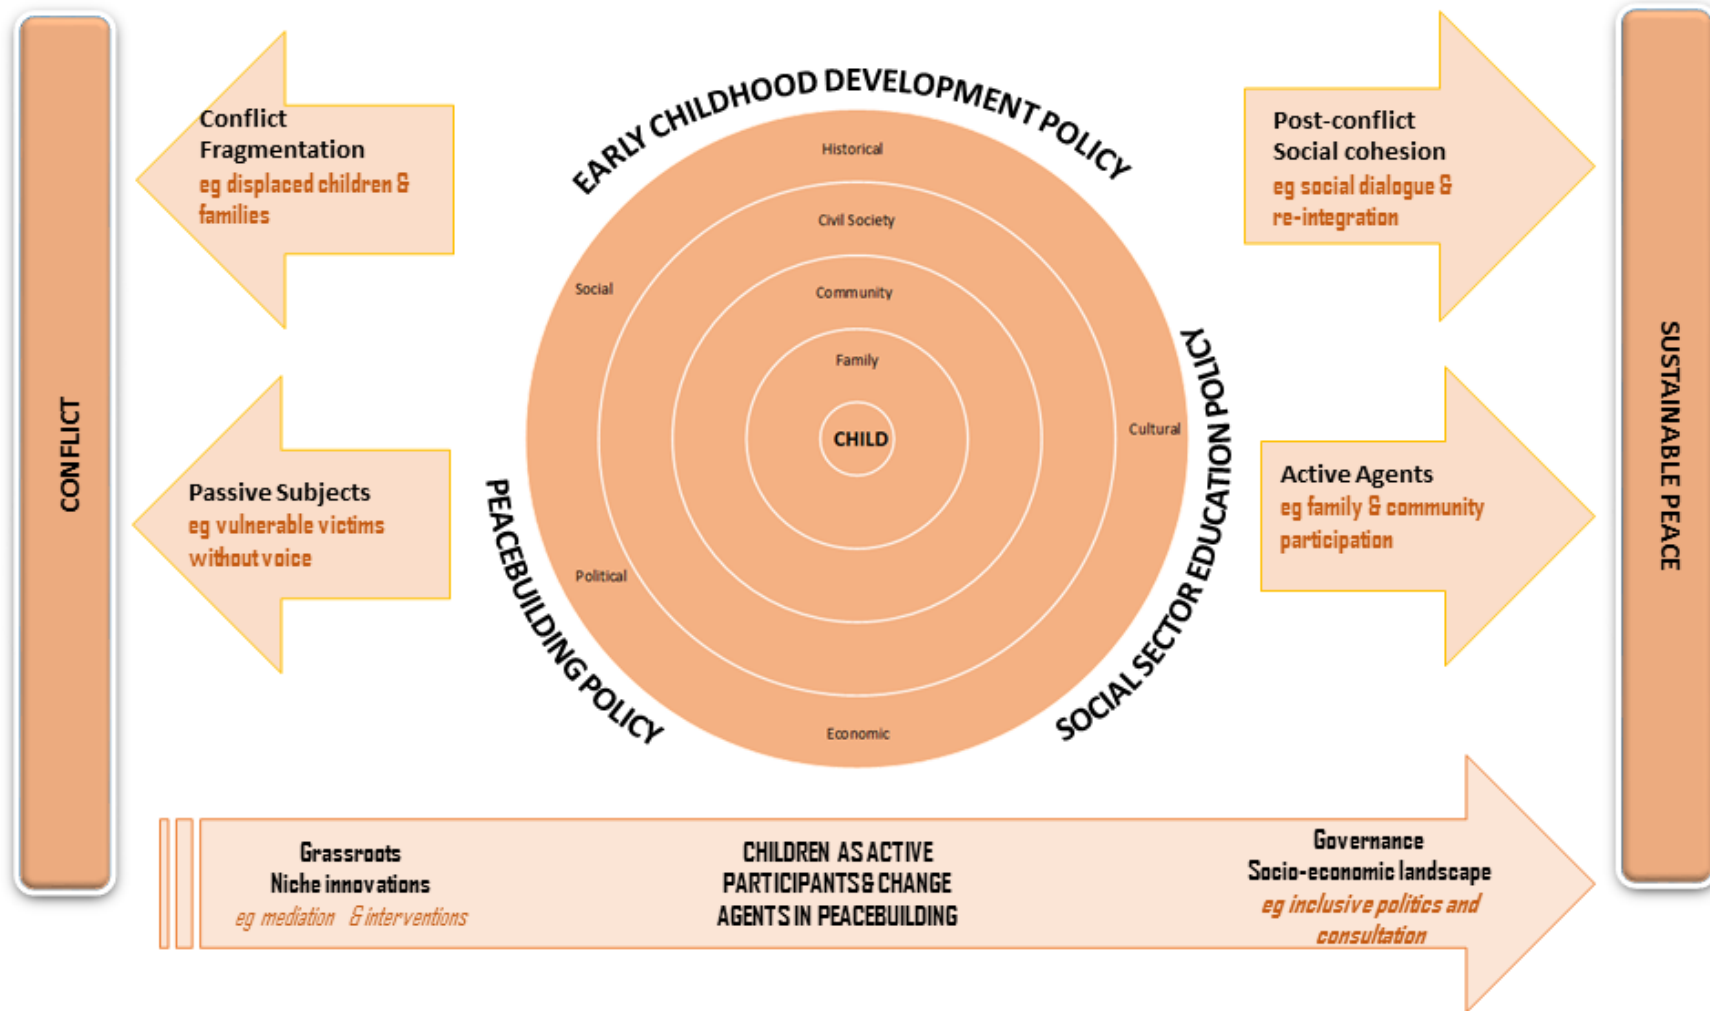 CONFLICT
Conflict
Fragmentation
eg displaced children &
families
Passive Subjects
eg vulnerable victims
without voice
EARLY CHILDHOOD DEVELOPMENT POLICY
PEACEBUILDING POLICY
SOCIAL SECTOR EDUCATION POLICY
Historical
Civil Society
Social
Community
Family
CHILD
Cultural
Political
Economic
Post-conflict
Social cohesion
eg social dialogue &
re-integration
Active Agents
eg family & community
participation
SUSTAINABLE PEACE
Grassroots
Niche innovations
eg mediation & interventions
CHILDREN AS ACTIVE
PARTICIPANTS & CHANGE
AGENTS IN PEACEBUILDING
Governance
Socio-economic landscape
eg inclusive politics and
consultation